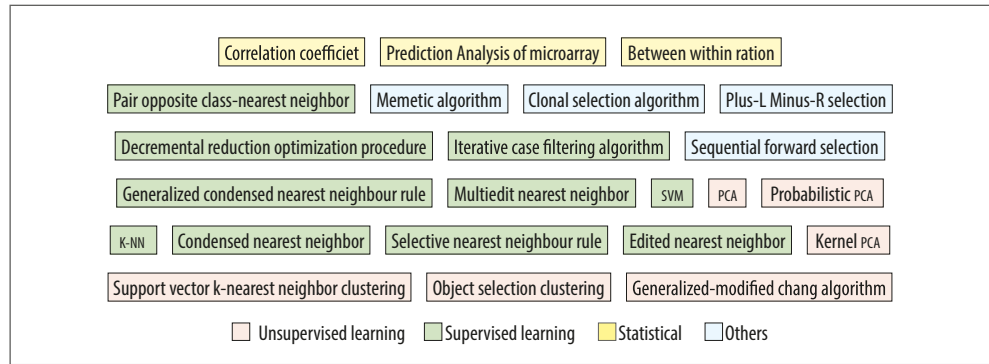 Correlation coefficiet Prediction Analysis of microarray Between within ration
Pair opposite class-nearest neighbor Memetic algorithm Clonal selection algorithm Plus-L Minus-R selection
Decremental reduction optimization procedure Iterative case filtering algorithm Sequential forward selection
Generalized condensed nearest neighbour rule Multiedit nearest neighbor SVM PCA Probabilistic PCA
K-NN Condensed nearest neighbor Selective nearest neighbour rule Edited nearest neighbor Kernel PCA
Support vector k-nearest neighbor clustering Object selection clustering Generalized-modified chang algorithm
Unsupervised learning Supervised learning Statistical Others